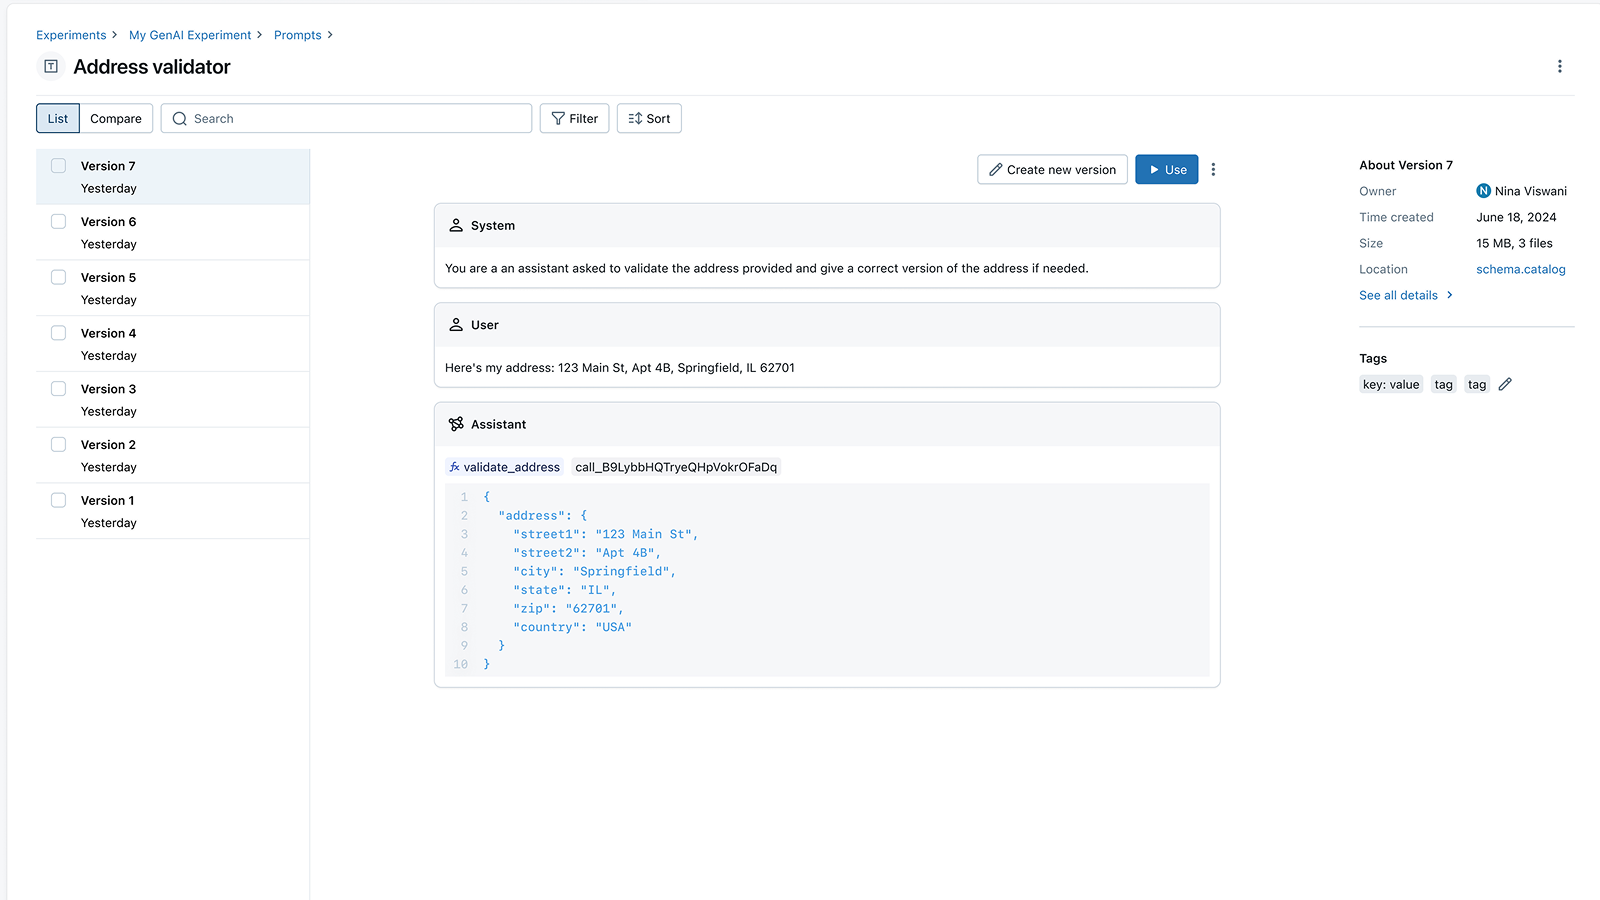 Experiments > My GenAI Experiment > Prompts >
Address validator
List
Compare
Search
Filter
Sort
Version 7
Yesterday
Version 6
Yesterday
Version 5
Yesterday
Version 4
Yesterday
Version 3
Yesterday
Version 2
Yesterday
Version 1
Yesterday
Create new version
Use
System
You are a an assistant asked to validate the address provided and give a correct version of the address if needed.
User
Here's my address: 123 Main St, Apt 4B, Springfield, IL 62701
Assistant
fx validate_address call_B9LybbHQTryeQHpVokrOFaDq
1 {
2 "address": {
3 "street1": "123 Main St",
4 "street2": "Apt 4B",
5 "city": "Springfield",
6 "state": "IL",
7 "zip": "62701",
8 "country": "USA"
9 }
10 }
About Version 7
Owner N Nina Viswani
Time created June 18, 2024
Size 15 MB, 3 files
Location schema.catalog
See all details >
Tags
key: value tag tag